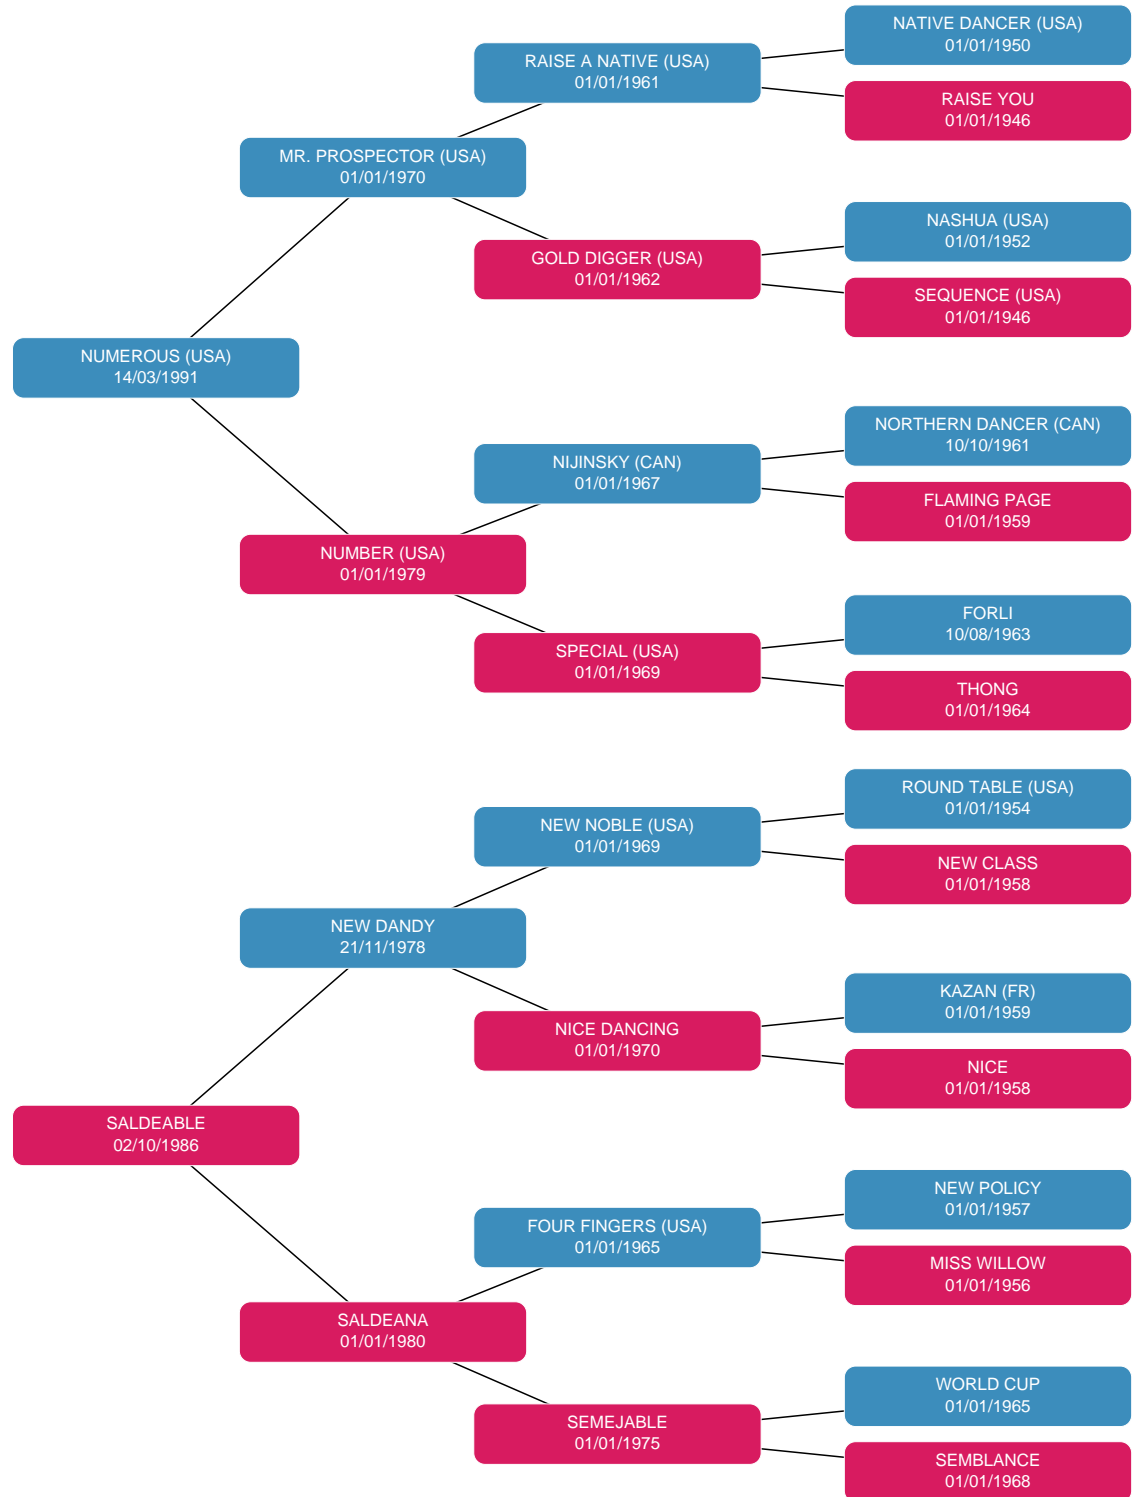 NATIVE DANCER (USA)
01/01/1950
RAISE A NATIVE (USA)
01/01/1961
RAISE YOU
01/01/1946
MR. PROSPECTOR (USA)
01/01/1970
NASHUA (USA)
01/01/1952
GOLD DIGGER (USA)
01/01/1962
SEQUENCE (USA)
01/01/1946
NUMEROUS (USA)
14/03/1991
NORTHERN DANCER (CAN)
10/10/1961
NIJINSKY (CAN)
01/01/1967
FLAMING PAGE
01/01/1959
NUMBER (USA)
01/01/1979
FORLI
10/08/1963
SPECIAL (USA)
01/01/1969
THONG
01/01/1964
ROUND TABLE (USA)
01/01/1954
NEW NOBLE (USA)
01/01/1969
NEW CLASS
01/01/1958
NEW DANDY
21/11/1978
KAZAN (FR)
01/01/1959
NICE DANCING
01/01/1970
NICE
01/01/1958
SALDEABLE
02/10/1986
NEW POLICY
01/01/1957
FOUR FINGERS (USA)
01/01/1965
MISS WILLOW
01/01/1956
SALDEANA
01/01/1980
WORLD CUP
01/01/1965
SEMEJABLE
01/01/1975
SEMBLANCE
01/01/1968